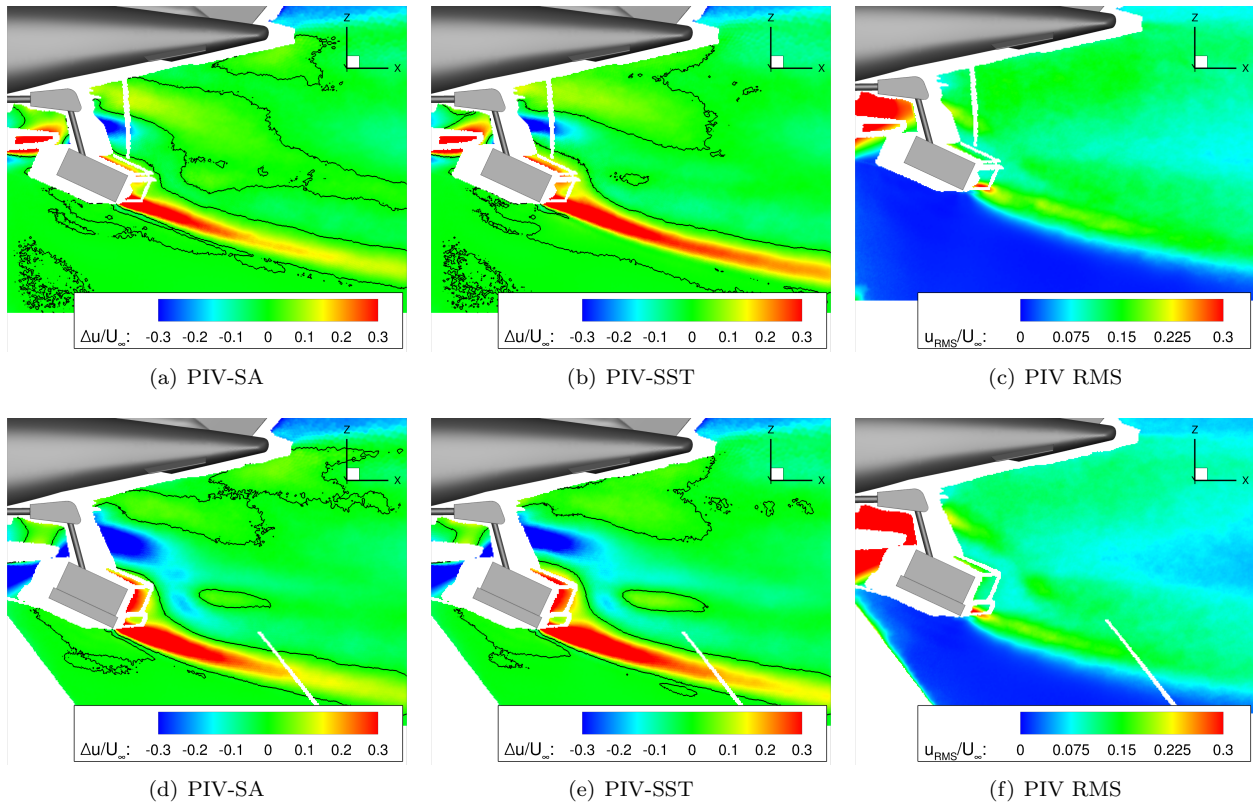 Z
X
Δu/U∞: -0.3 -0.2 -0.1 0 0.1 0.2 0.3
(a) PIV-SA
Z
X
Δu/U∞: -0.3 -0.2 -0.1 0 0.1 0.2 0.3
(b) PIV-SST
Z
X
uRMS/U∞: 0 0.075 0.15 0.225 0.3
(c) PIV RMS
Z
X
Δu/U∞: -0.3 -0.2 -0.1 0 0.1 0.2 0.3
(d) PIV-SA
Z
X
Δu/U∞: -0.3 -0.2 -0.1 0 0.1 0.2 0.3
(e) PIV-SST
Z
X
uRMS/U∞: 0 0.075 0.15 0.225 0.3
(f) PIV RMS